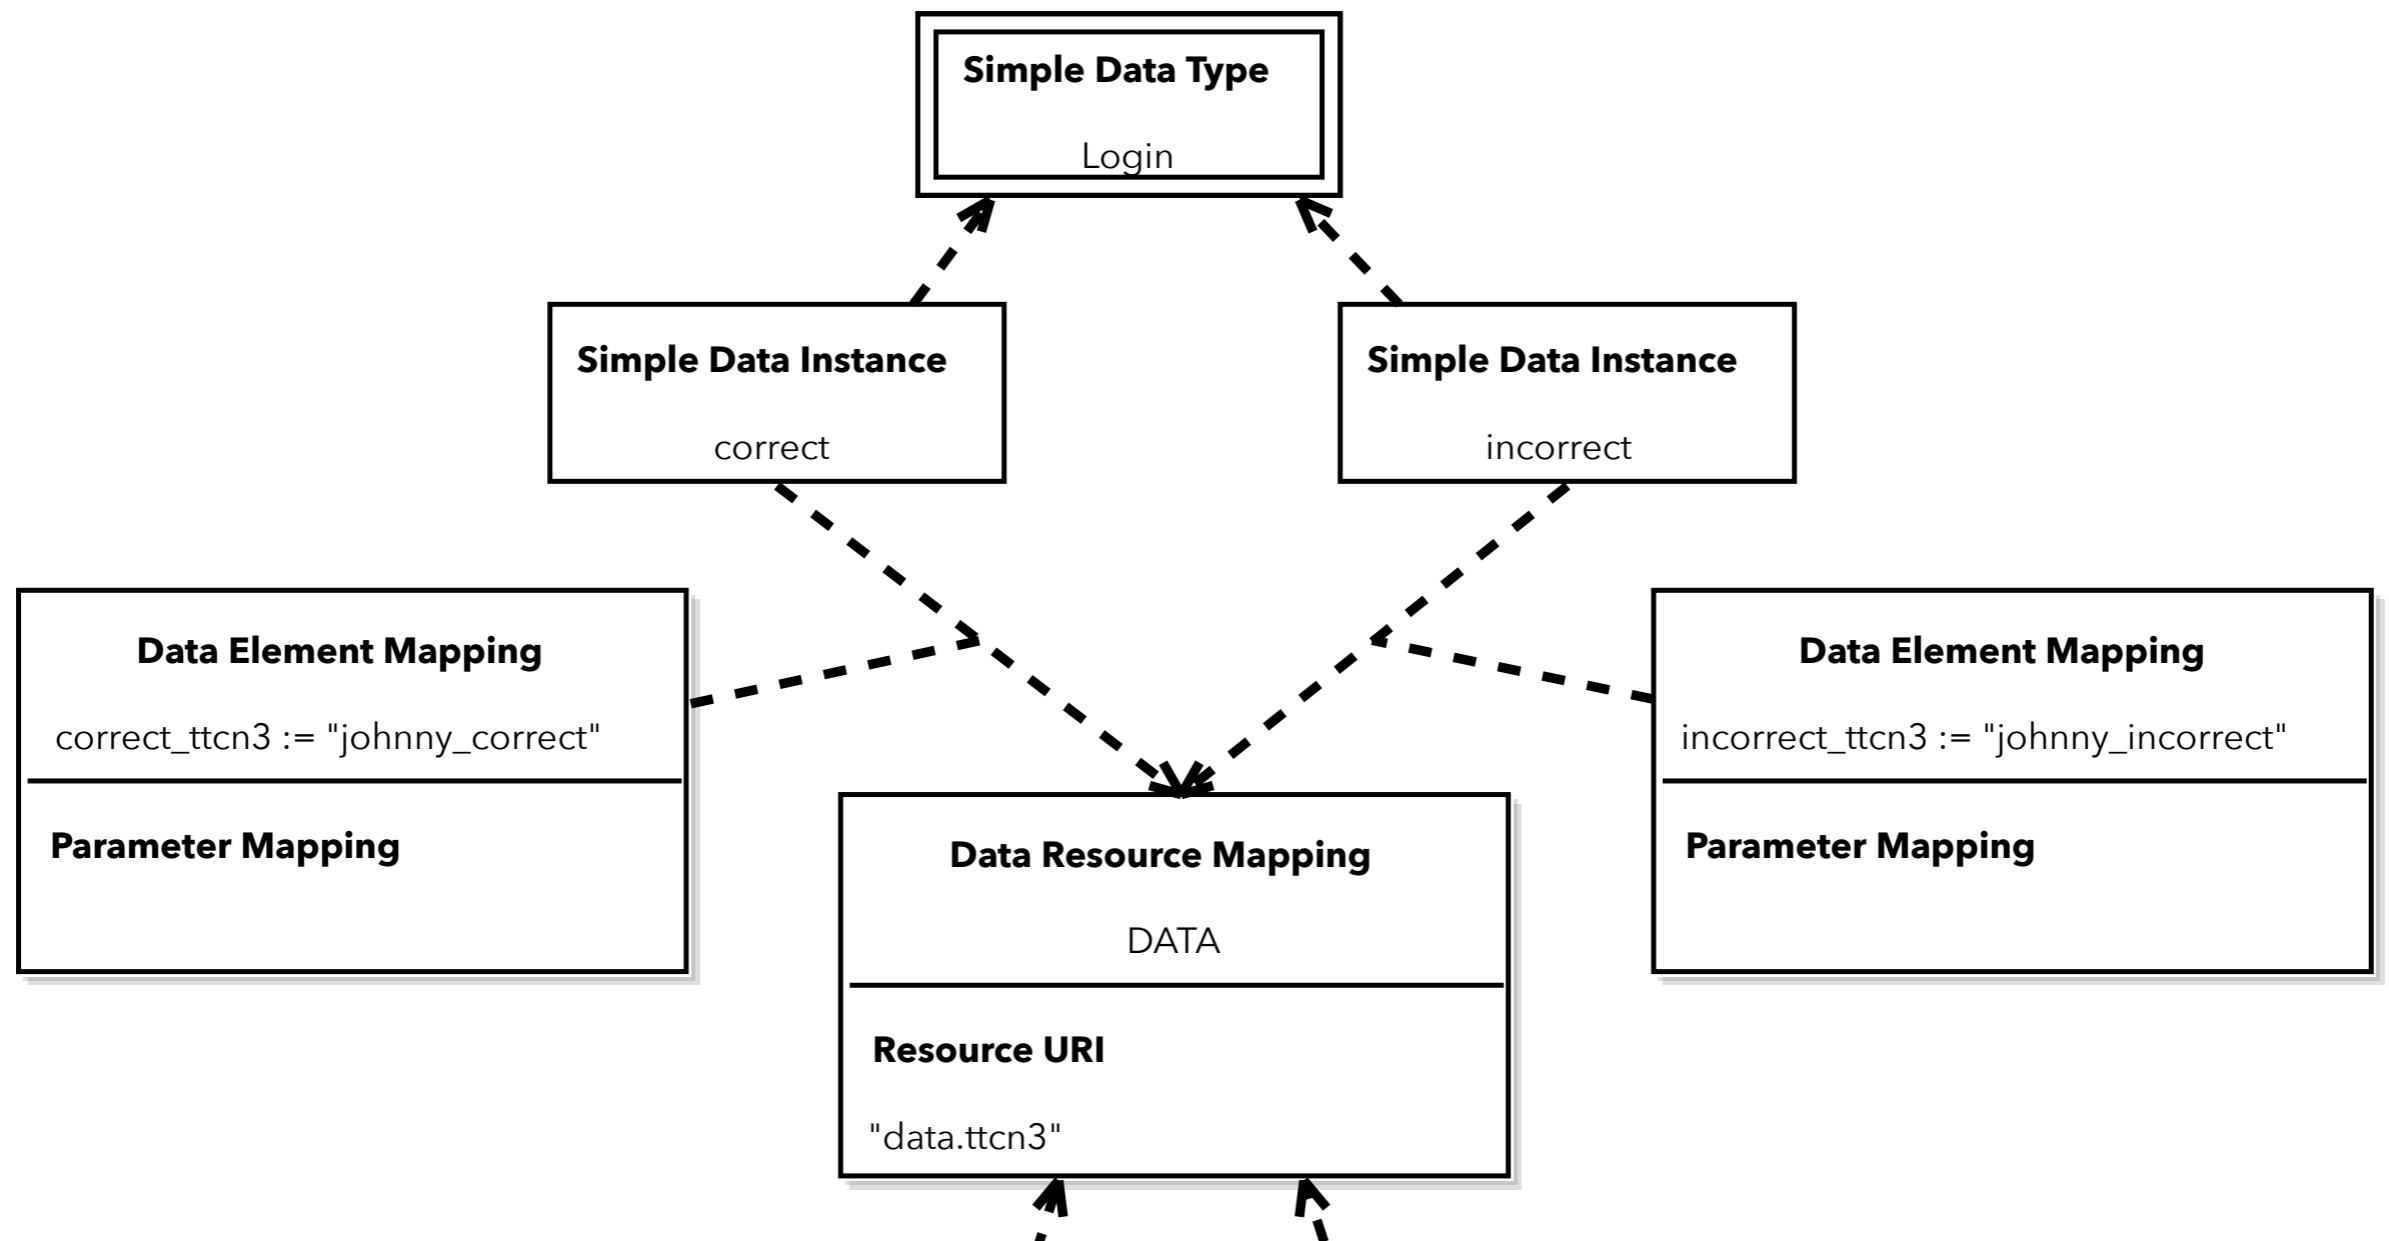 Simple Data Type
Login
Simple Data Instance
correct
Simple Data Instance
incorrect
Data Element Mapping
correct_ttcn3 := "johnny_correct"
Parameter Mapping
Data Element Mapping
incorrect_ttcn3 := "johnny_incorrect"
Parameter Mapping
Data Resource Mapping
DATA
Resource URI
"data.ttcn3"